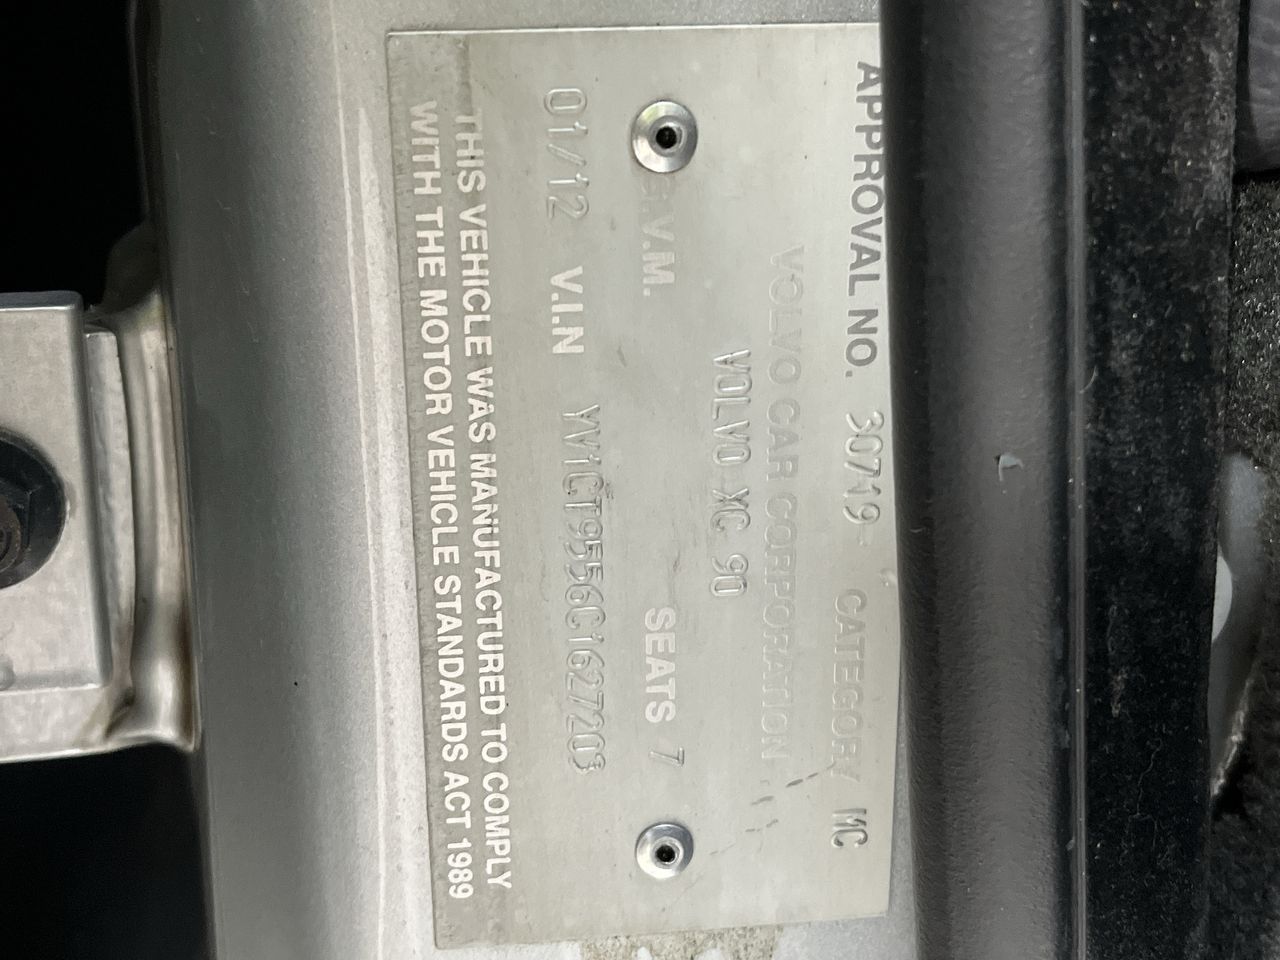 APPROVAL NO. 30719 CATEGORY MC
VOLVO CAR CORPORATION
VOLVO XC 90
G.V.M. SEATS 7
01/12 V.I.N YV1CT9556C1627203
THIS VEHICLE WAS MANUFACTURED TO COMPLY
WITH THE MOTOR VEHICLE STANDARDS ACT 1989